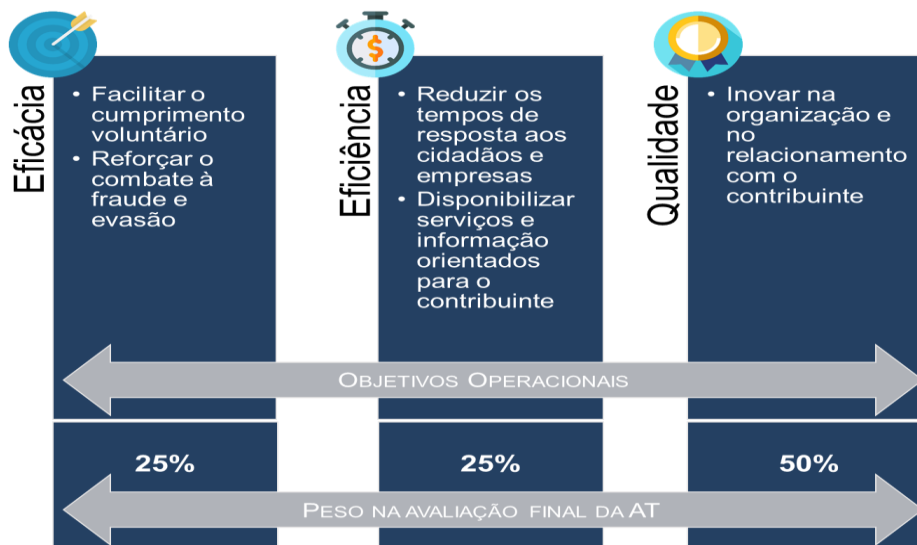 Eficácia
• Facilitar o
cumprimento
voluntário
• Reforçar o
combate à
fraude e
evasão
Eficiência
$
• Reduzir os
tempos de
resposta aos
cidadãos e
empresas
• Disponibilizar
serviços e
informação
orientados
para o
contribuinte
Qualidade
• Inovar na
organização e
no
relacionamento
com o
contribuinte
OBJETIVOS OPERACIONAIS
25%
25%
50%
PESO NA AVALIAÇÃO FINAL DA AT